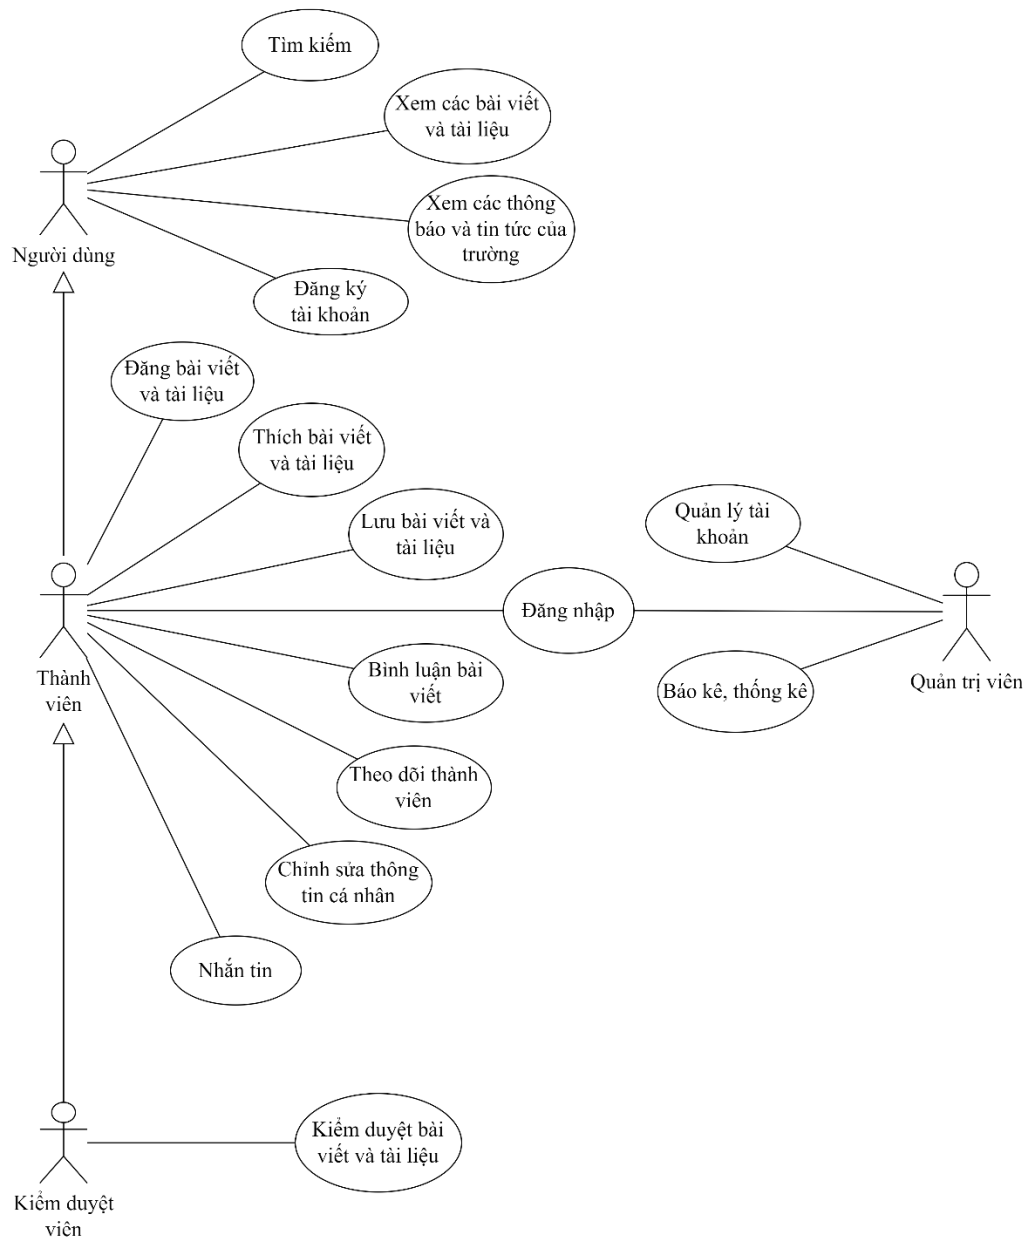 Tìm kiếm
Xem các bài viết
và tài liệu
Xem các thông
báo và tin tức của
trường
Người dùng
Đăng ký
tài khoản
Đăng bài viết
và tài liệu
Thích bài viết
và tài liệu
Lưu bài viết và
tài liệu
Quản lý tài
khoản
Đăng nhập
Thành
viên
Bình luận bài
viết
Báo kê, thống kê
Quản trị viên
Theo dõi thành
viên
Chỉnh sửa thông
tin cá nhân
Nhắn tin
Kiểm duyệt bài
viết và tài liệu
Kiểm duyệt
viên